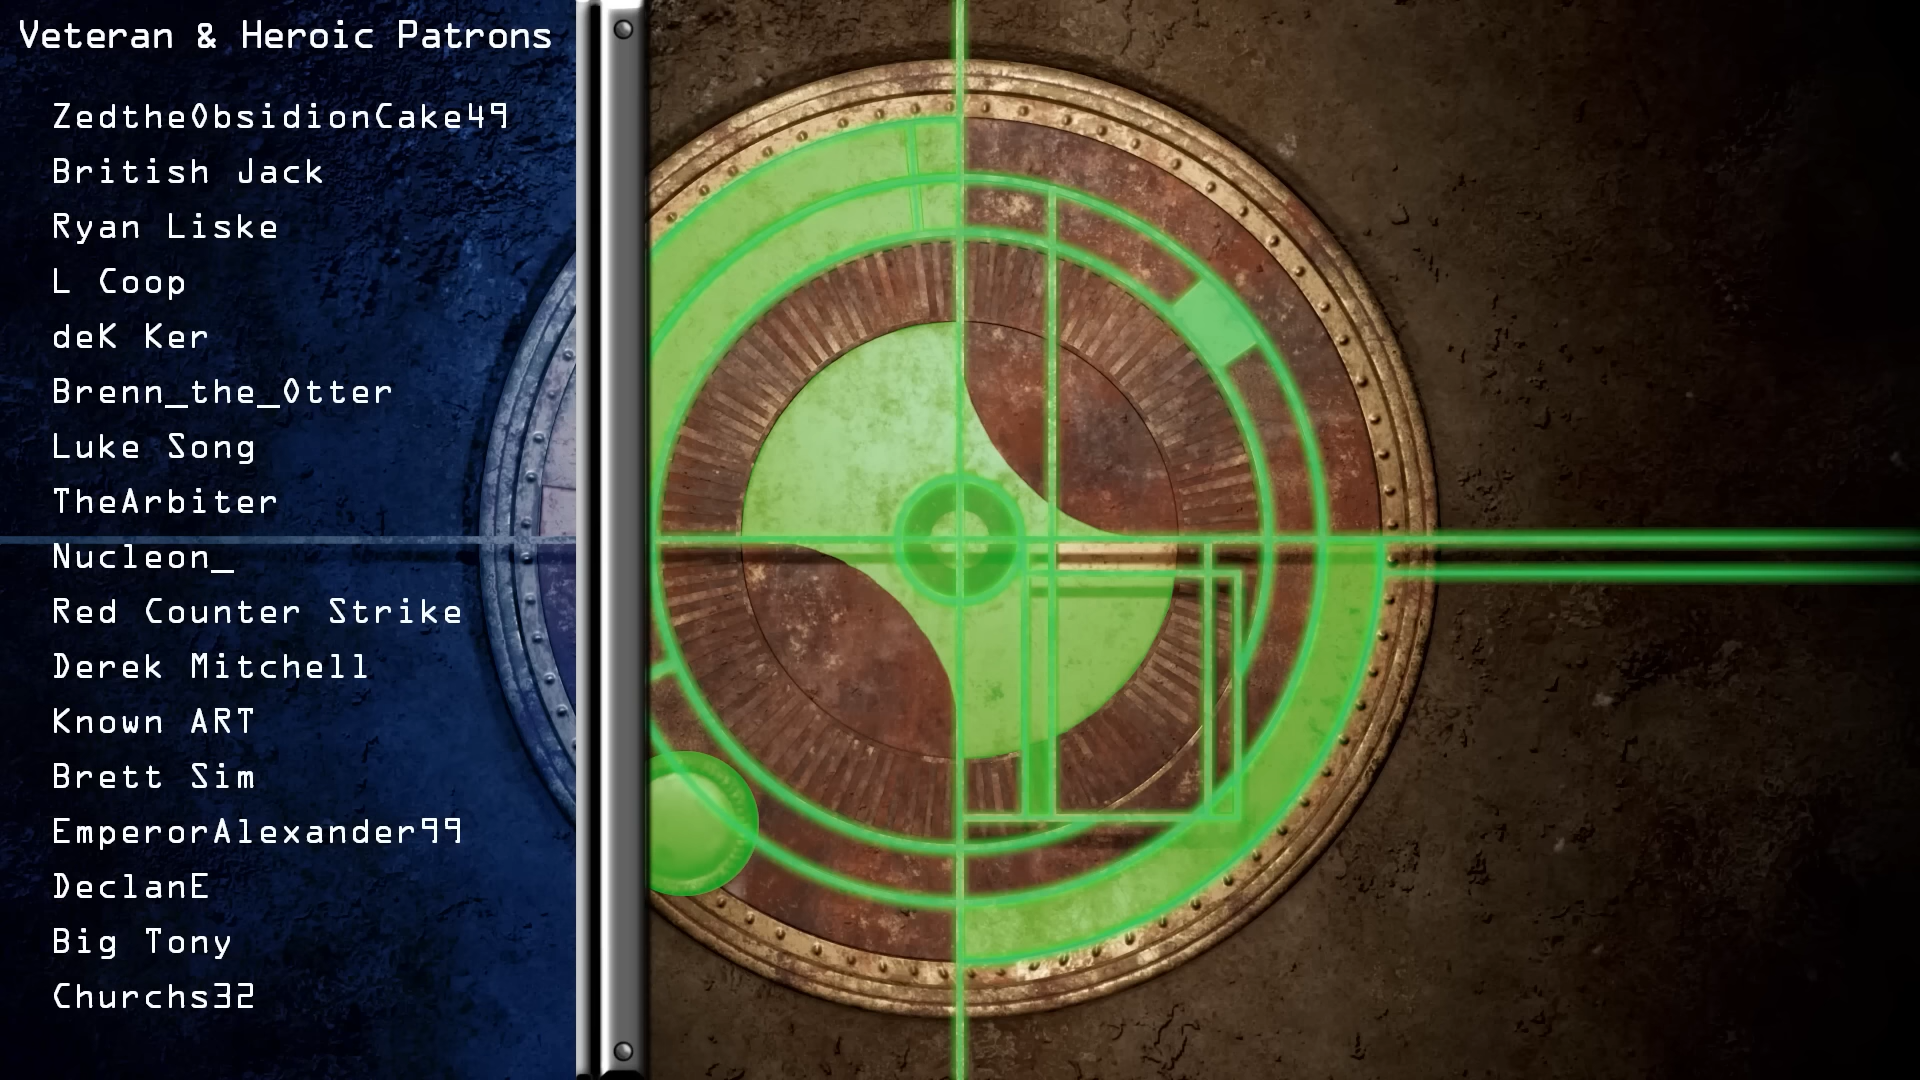 Veteran & Heroic Patrons
ZedtheObsidionCake49
British Jack
Ryan Liske
L Coop
deK Ker
Brenn_the_Otter
Luke Song
TheArbiter
Nucleon_
Red Counter Strike
Derek Mitchell
Known ART
Brett Sim
EmperorAlexander99
DeclanE
Big Tony
Churchs32